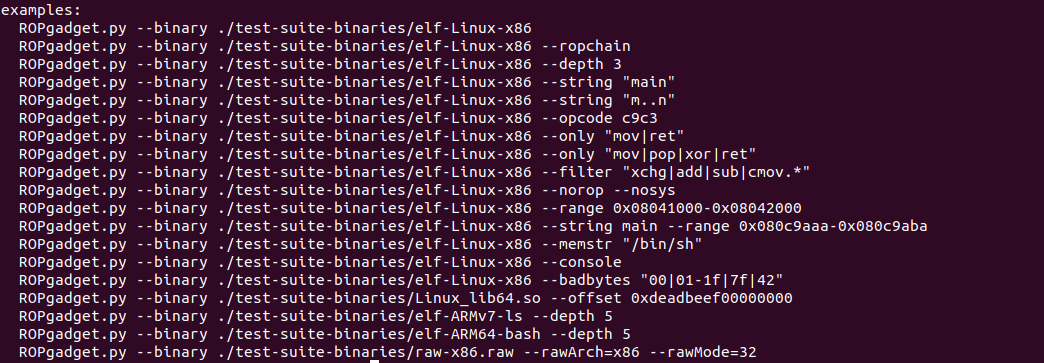 examples:
ROPgadget.py --binary ./test-suite-binaries/elf-Linux-x86
ROPgadget.py --binary ./test-suite-binaries/elf-Linux-x86 --ropchain
ROPgadget.py --binary ./test-suite-binaries/elf-Linux-x86 --depth 3
ROPgadget.py --binary ./test-suite-binaries/elf-Linux-x86 --string "main"
ROPgadget.py --binary ./test-suite-binaries/elf-Linux-x86 --string "m..n"
ROPgadget.py --binary ./test-suite-binaries/elf-Linux-x86 --opcode c9c3
ROPgadget.py --binary ./test-suite-binaries/elf-Linux-x86 --only "mov|ret"
ROPgadget.py --binary ./test-suite-binaries/elf-Linux-x86 --only "mov|pop|xor|ret"
ROPgadget.py --binary ./test-suite-binaries/elf-Linux-x86 --filter "xchg|add|sub|cmov.*"
ROPgadget.py --binary ./test-suite-binaries/elf-Linux-x86 --norop --nosys
ROPgadget.py --binary ./test-suite-binaries/elf-Linux-x86 --range 0x08041000-0x08042000
ROPgadget.py --binary ./test-suite-binaries/elf-Linux-x86 --string main --range 0x080c9aaa-0x080c9aba
ROPgadget.py --binary ./test-suite-binaries/elf-Linux-x86 --memstr "/bin/sh"
ROPgadget.py --binary ./test-suite-binaries/elf-Linux-x86 --console
ROPgadget.py --binary ./test-suite-binaries/elf-Linux-x86 --badbytes "00|01-1f|7f|42"
ROPgadget.py --binary ./test-suite-binaries/Linux_lib64.so --offset 0xdeadbeef00000000
ROPgadget.py --binary ./test-suite-binaries/elf-ARMv7-ls --depth 5
ROPgadget.py --binary ./test-suite-binaries/elf-ARM64-bash --depth 5
ROPgadget.py --binary ./test-suite-binaries/raw-x86.raw --rawArch=x86 --rawMode=32